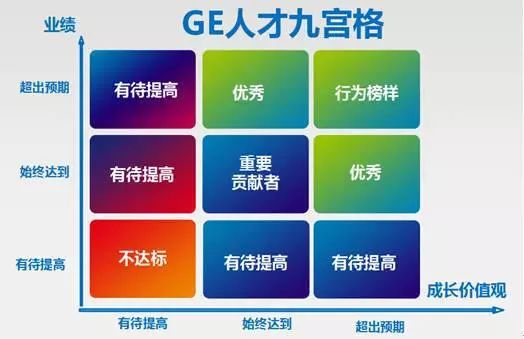 GE人才九宫格
业绩
超出预期
有待提高
优秀
行为榜样
始终达到
有待提高
重要
贡献者
优秀
有待提高
不达标
有待提高
有待提高
成长价值观
有待提高
始终达到
超出预期